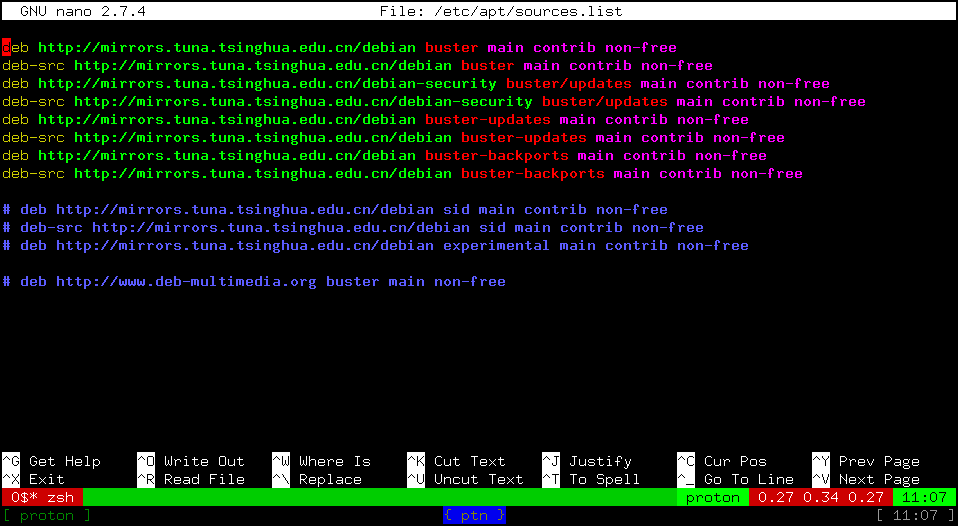 GNU nano 2.7.4 File: /etc/apt/sources.list
deb http://mirrors.tuna.tsinghua.edu.cn/debian buster main contrib non-free
deb-src http://mirrors.tuna.tsinghua.edu.cn/debian buster main contrib non-free
deb http://mirrors.tuna.tsinghua.edu.cn/debian-security buster/updates main contrib non-free
deb-src http://mirrors.tuna.tsinghua.edu.cn/debian-security buster/updates main contrib non-free
deb http://mirrors.tuna.tsinghua.edu.cn/debian buster-updates main contrib non-free
deb-src http://mirrors.tuna.tsinghua.edu.cn/debian buster-updates main contrib non-free
deb http://mirrors.tuna.tsinghua.edu.cn/debian buster-backports main contrib non-free
deb-src http://mirrors.tuna.tsinghua.edu.cn/debian buster-backports main contrib non-free
# deb http://mirrors.tuna.tsinghua.edu.cn/debian sid main contrib non-free
# deb-src http://mirrors.tuna.tsinghua.edu.cn/debian sid main contrib non-free
# deb http://mirrors.tuna.tsinghua.edu.cn/debian experimental main contrib non-free
# deb http://www.deb-multimedia.org buster main non-free
^G Get Help ^O Write Out ^W Where Is ^K Cut Text ^J Justify ^C Cur Pos ^Y Prev Page
^X Exit ^R Read File ^\ Replace ^U Uncut Text ^T To Spell ^_ Go To Line ^V Next Page
0$* zsh proton 0.27 0.34 0.27 11:07
[ proton ] { ptn } [ 11:07 ]